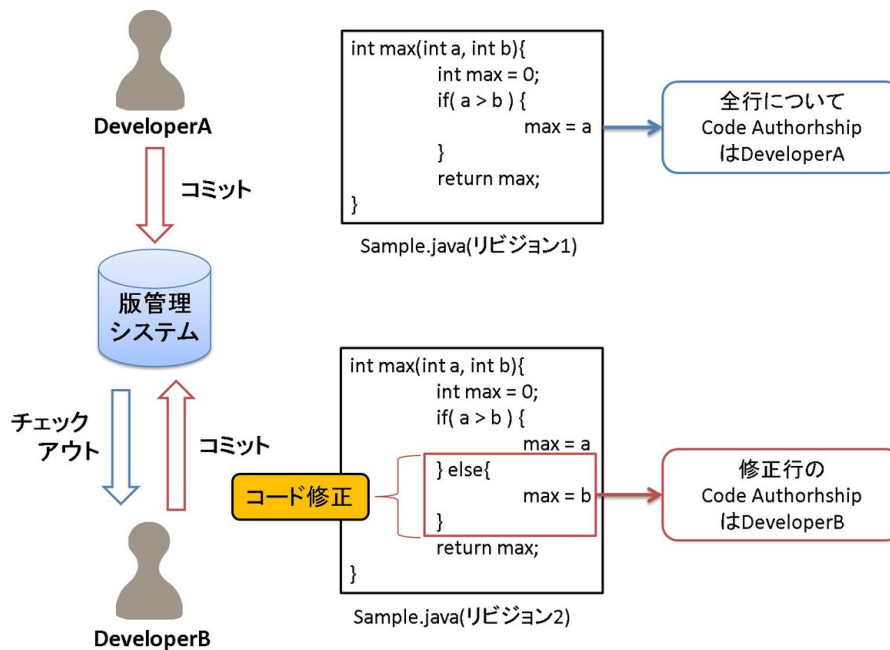 DeveloperA
コミット
版管理
システム
チェック
アウト
コミット
DeveloperB
int max(int a, int b){
int max = 0;
if( a > b ) {
max = a
}
return max;
}
Sample.java(リビジョン1)
全行について
Code Authorhship
はDeveloperA
int max(int a, int b){
int max = 0;
if( a > b ) {
max = a
} else{
max = b
}
return max;
}
コード修正
Sample.java(リビジョン2)
修正行の
Code Authorhship
はDeveloperB